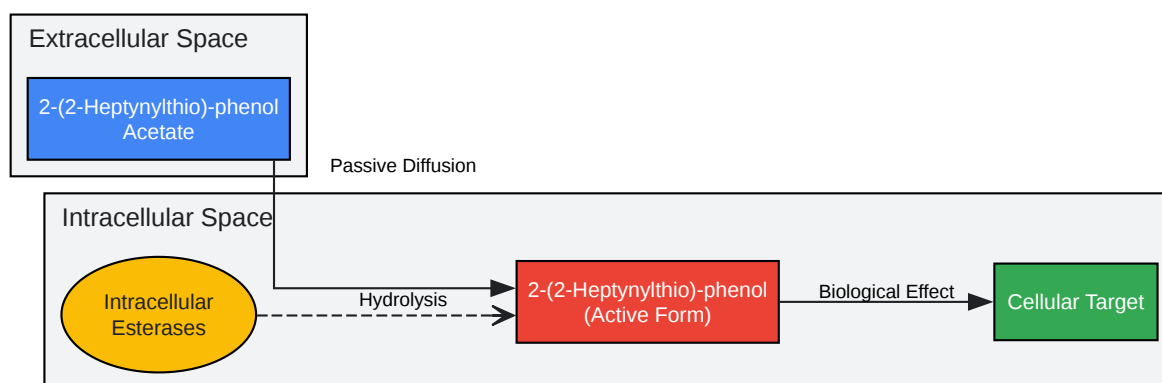 Extracellular Space
2-(2-Heptynylthio)-phenol
Acetate
Passive Diffusion
Intracellular Space
Intracellular
Esterases
Hydrolysis
2-(2-Heptynylthio)-phenol
(Active Form)
Biological Effect
Cellular Target